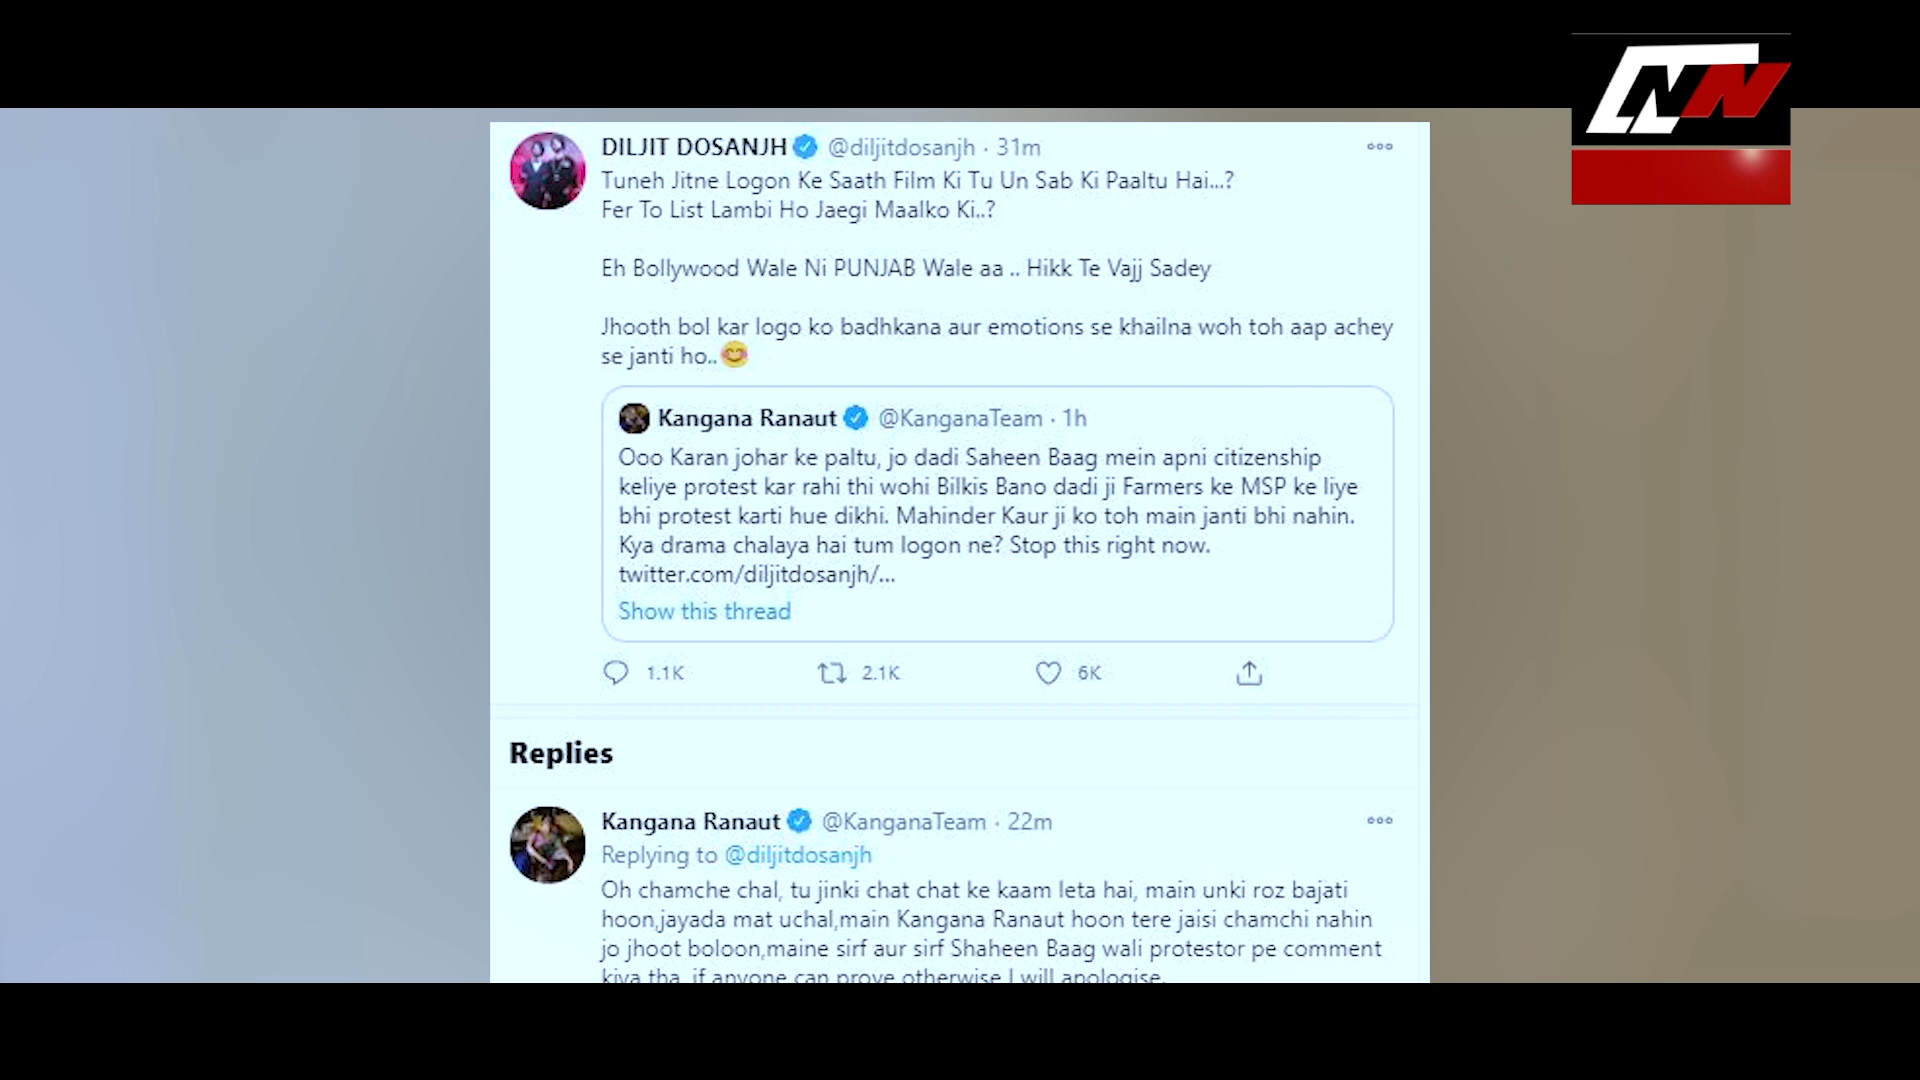 NN
DILJIT DOSANJH @diljitdosanjh · 31m
Tuneh Jitne Logon Ke Saath Film Ki Tu Un Sab Ki Paaltu Hai...?
Fer To List Lambi Ho Jaegi Maalko Ki..?
Eh Bollywood Wale Ni PUNJAB Wale aa .. Hikk Te Vajj Sadey
Jhooth bol kar logo ko badhkana aur emotions se khailna woh toh aap achey
se janti ho..😊
Kangana Ranaut @KanganaTeam · 1h
Ooo Karan johar ke paltu, jo dadi Saheen Baag mein apni citizenship
keliye protest kar rahi thi wohi Bilkis Bano dadi ji Farmers ke MSP ke liye
bhi protest karti hue dikhi. Mahinder Kaur ji ko toh main janti bhi nahin.
Kya drama chalaya hai tum logon ne? Stop this right now.
twitter.com/diljitdosanjh/...
Show this thread
1.1K 2.1K 6K
Replies
Kangana Ranaut @KanganaTeam · 22m
Replying to @diljitdosanjh
Oh chamche chal, tu jinki chat chat ke kaam leta hai, main unki roz bajati
hoon,jayada mat uchal,main Kangana Ranaut hoon tere jaisi chamchi nahin
jo jhoot boloon,maine sirf aur sirf Shaheen Baag wali protestor pe comment
kiya tha, if anyone can prove otherwise I will apologise.